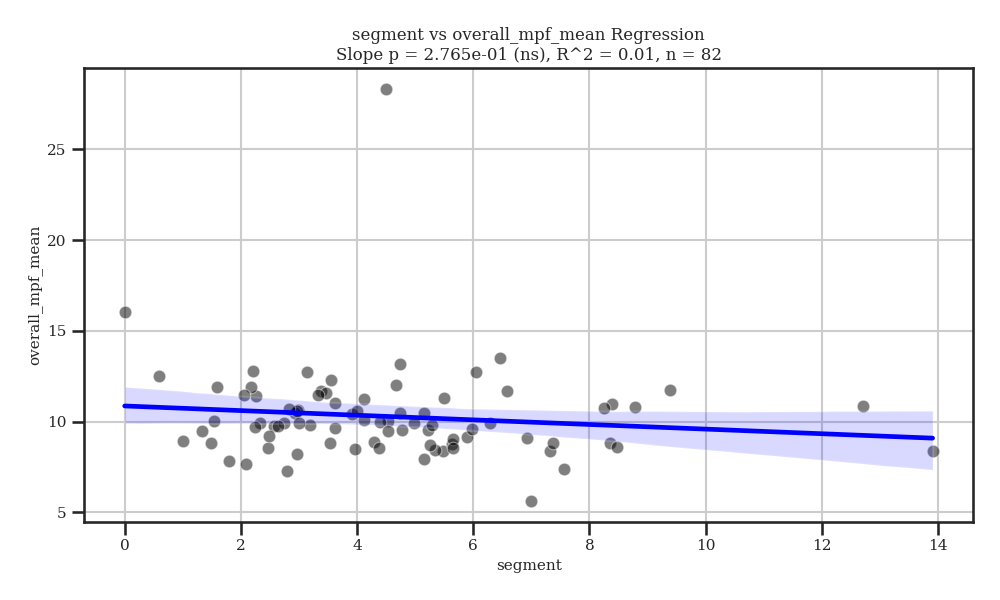 segment vs overall_mpf_mean Regression
Slope p = 2.765e-01 (ns), R^2 = 0.01, n = 82
overall_mpf_mean
25
20
15
10
5
0 2 4 6 8 10 12 14
segment